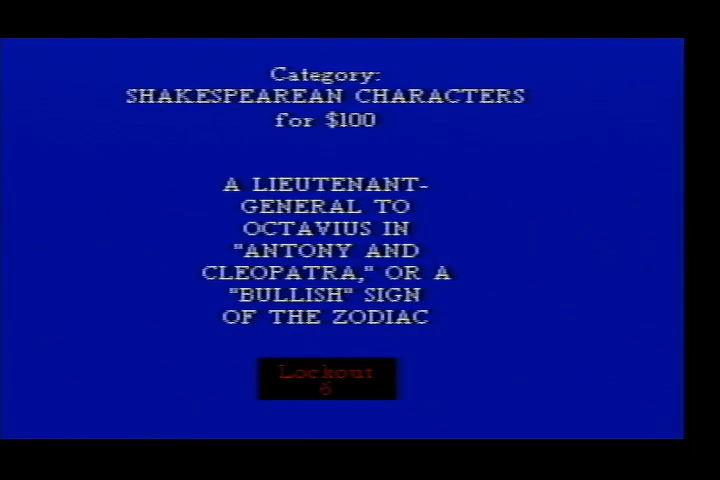 Category:
SHAKESPEAREAN CHARACTERS
for $100
A LIEUTENANT-
GENERAL TO
OCTAVIUS IN
"ANTONY AND
CLEOPATRA," OR A
"BULLISH" SIGN
OF THE ZODIAC
Lockout
6